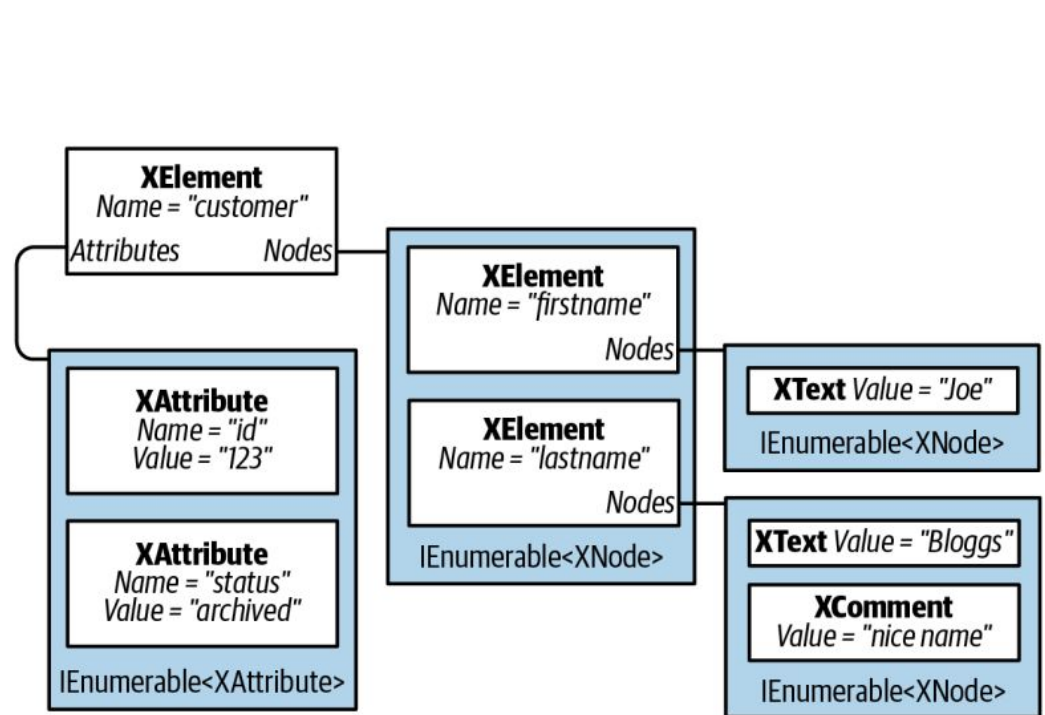 XElement
Name = "customer"
Attributes Nodes
XElement
Name = "firstname"
Nodes
XElement
Name = "lastname"
Nodes
IEnumerable<XNode>
XAttribute
Name = "id"
Value = "123"
XAttribute
Name = "status"
Value = "archived"
IEnumerable<XAttribute>
XText Value = "Joe"
IEnumerable<XNode>
XText Value = "Bloggs"
XComment
Value = "nice name"
IEnumerable<XNode>